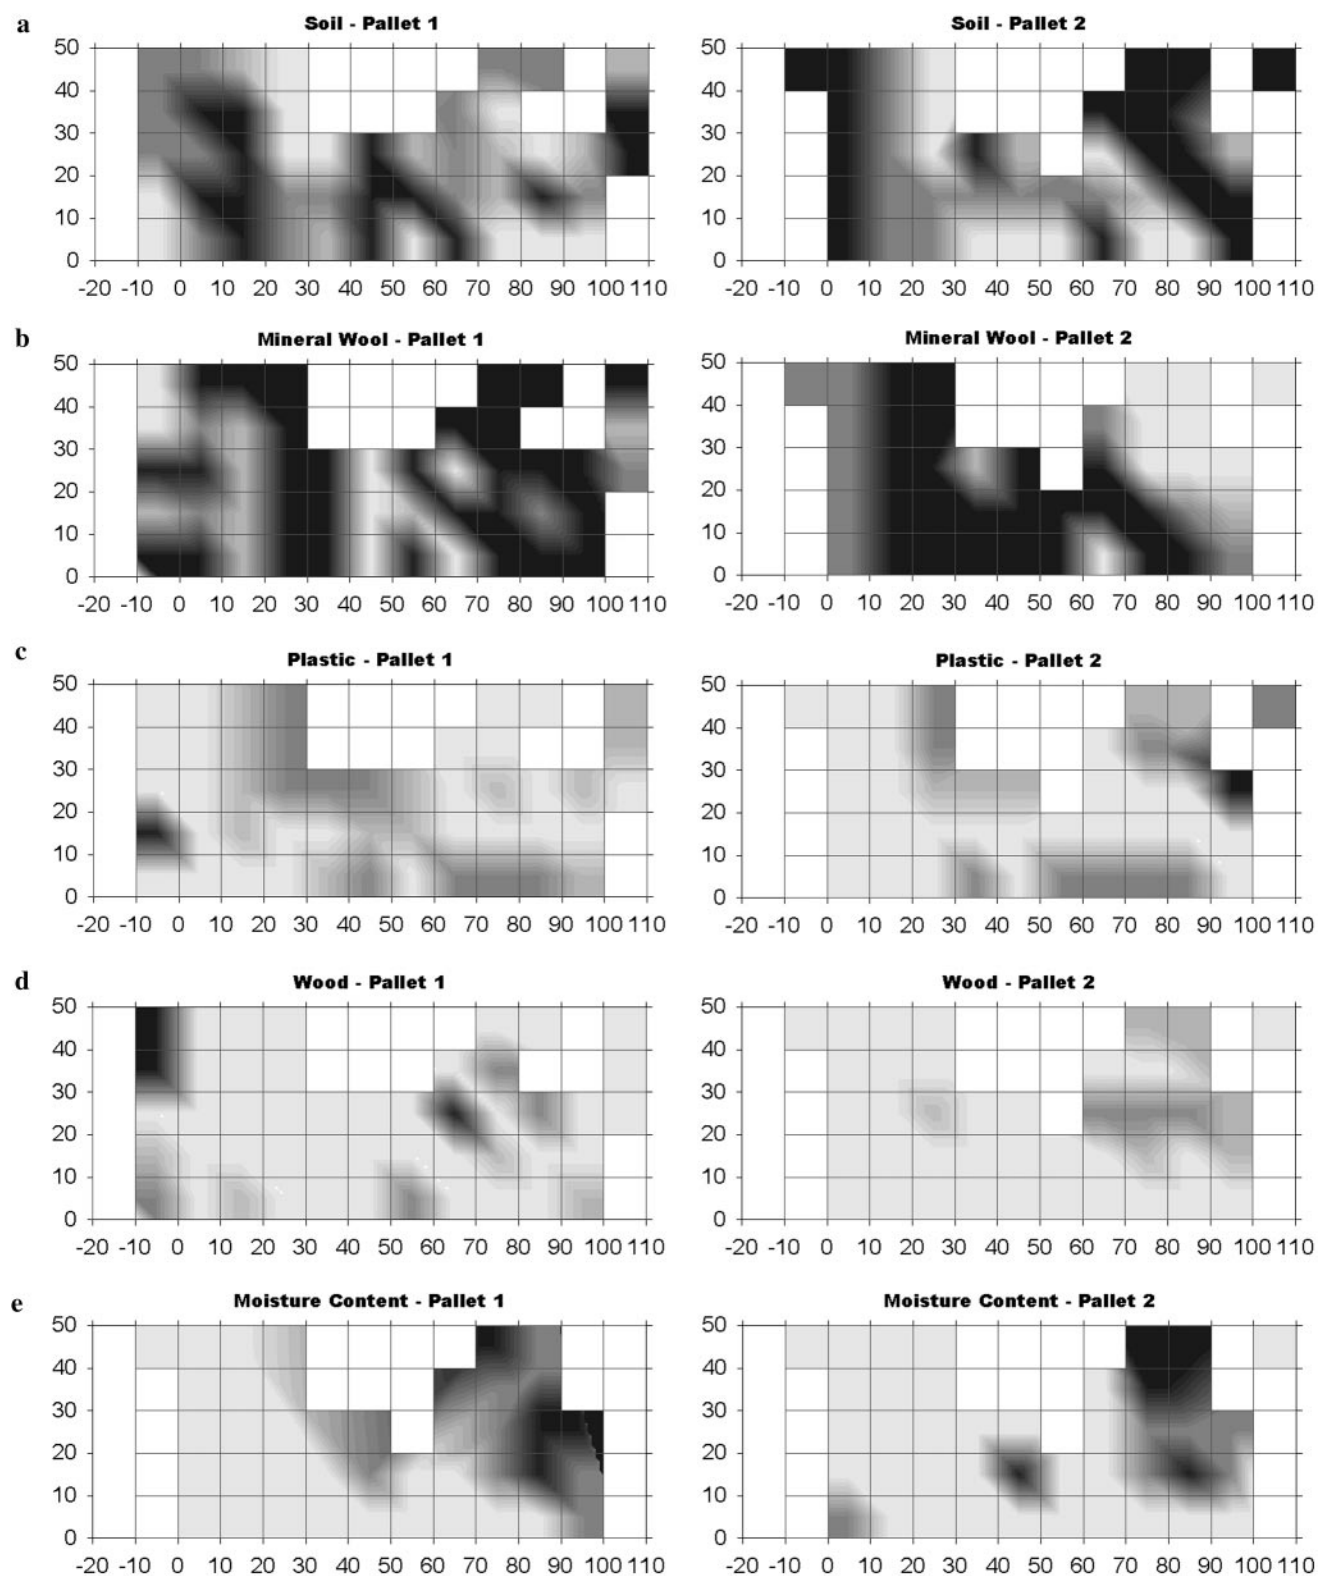 a
Soil - Pallet 1
Soil - Pallet 2
50 50
40 40
30 30
20 20
10 10
0 0
-20 -10 0 10 20 30 40 50 60 70 80 90 100 110 -20 -10 0 10 20 30 40 50 60 70 80 90 100 110
b
Mineral Wool - Pallet 1
Mineral Wool - Pallet 2
50 50
40 40
30 30
20 20
10 10
0 0
-20 -10 0 10 20 30 40 50 60 70 80 90 100 110 -20 -10 0 10 20 30 40 50 60 70 80 90 100 110
c
Plastic - Pallet 1
Plastic - Pallet 2
50 50
40 40
30 30
20 20
10 10
0 0
-20 -10 0 10 20 30 40 50 60 70 80 90 100 110 -20 -10 0 10 20 30 40 50 60 70 80 90 100 110
d
Wood - Pallet 1
Wood - Pallet 2
50 50
40 40
30 30
20 20
10 10
0 0
-20 -10 0 10 20 30 40 50 60 70 80 90 100 110 -20 -10 0 10 20 30 40 50 60 70 80 90 100 110
e
Moisture Content - Pallet 1
Moisture Content - Pallet 2
50 50
40 40
30 30
20 20
10 10
0 0
-20 -10 0 10 20 30 40 50 60 70 80 90 100 110 -20 -10 0 10 20 30 40 50 60 70 80 90 100 110